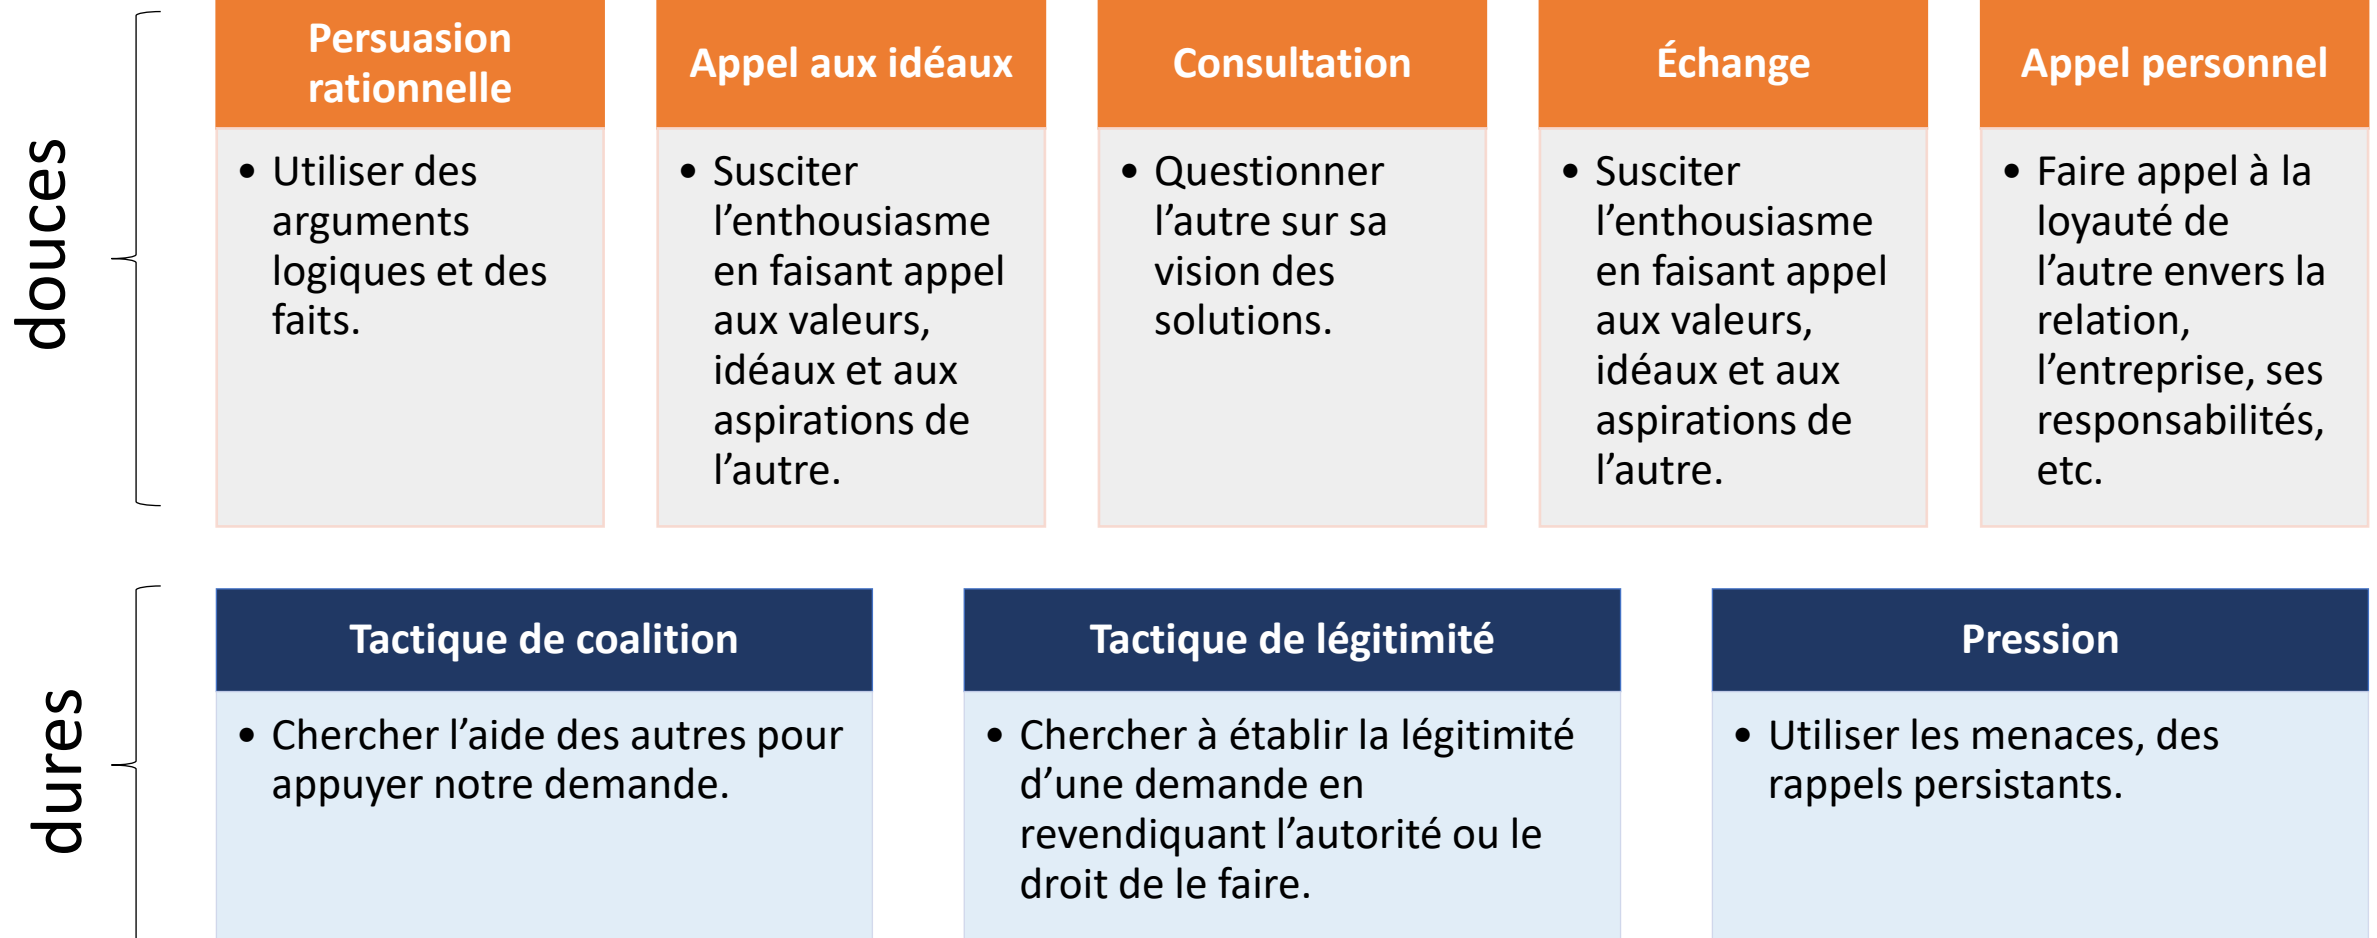 douces
Persuasion
rationnelle
• Utiliser des
arguments
logiques et des
faits.
Appel aux idéaux
• Susciter
l’enthousiasme
en faisant appel
aux valeurs,
idéaux et aux
aspirations de
l’autre.
Consultation
• Questionner
l’autre sur sa
vision des
solutions.
Échange
• Susciter
l’enthousiasme
en faisant appel
aux valeurs,
idéaux et aux
aspirations de
l’autre.
Appel personnel
• Faire appel à la
loyauté de
l’autre envers la
relation,
l’entreprise, ses
responsabilités,
etc.
dures
Tactique de coalition
• Chercher l’aide des autres pour
appuyer notre demande.
Tactique de légitimité
• Chercher à établir la légitimité
d’une demande en
revendiquant l’autorité ou le
droit de le faire.
Pression
• Utiliser les menaces, des
rappels persistants.